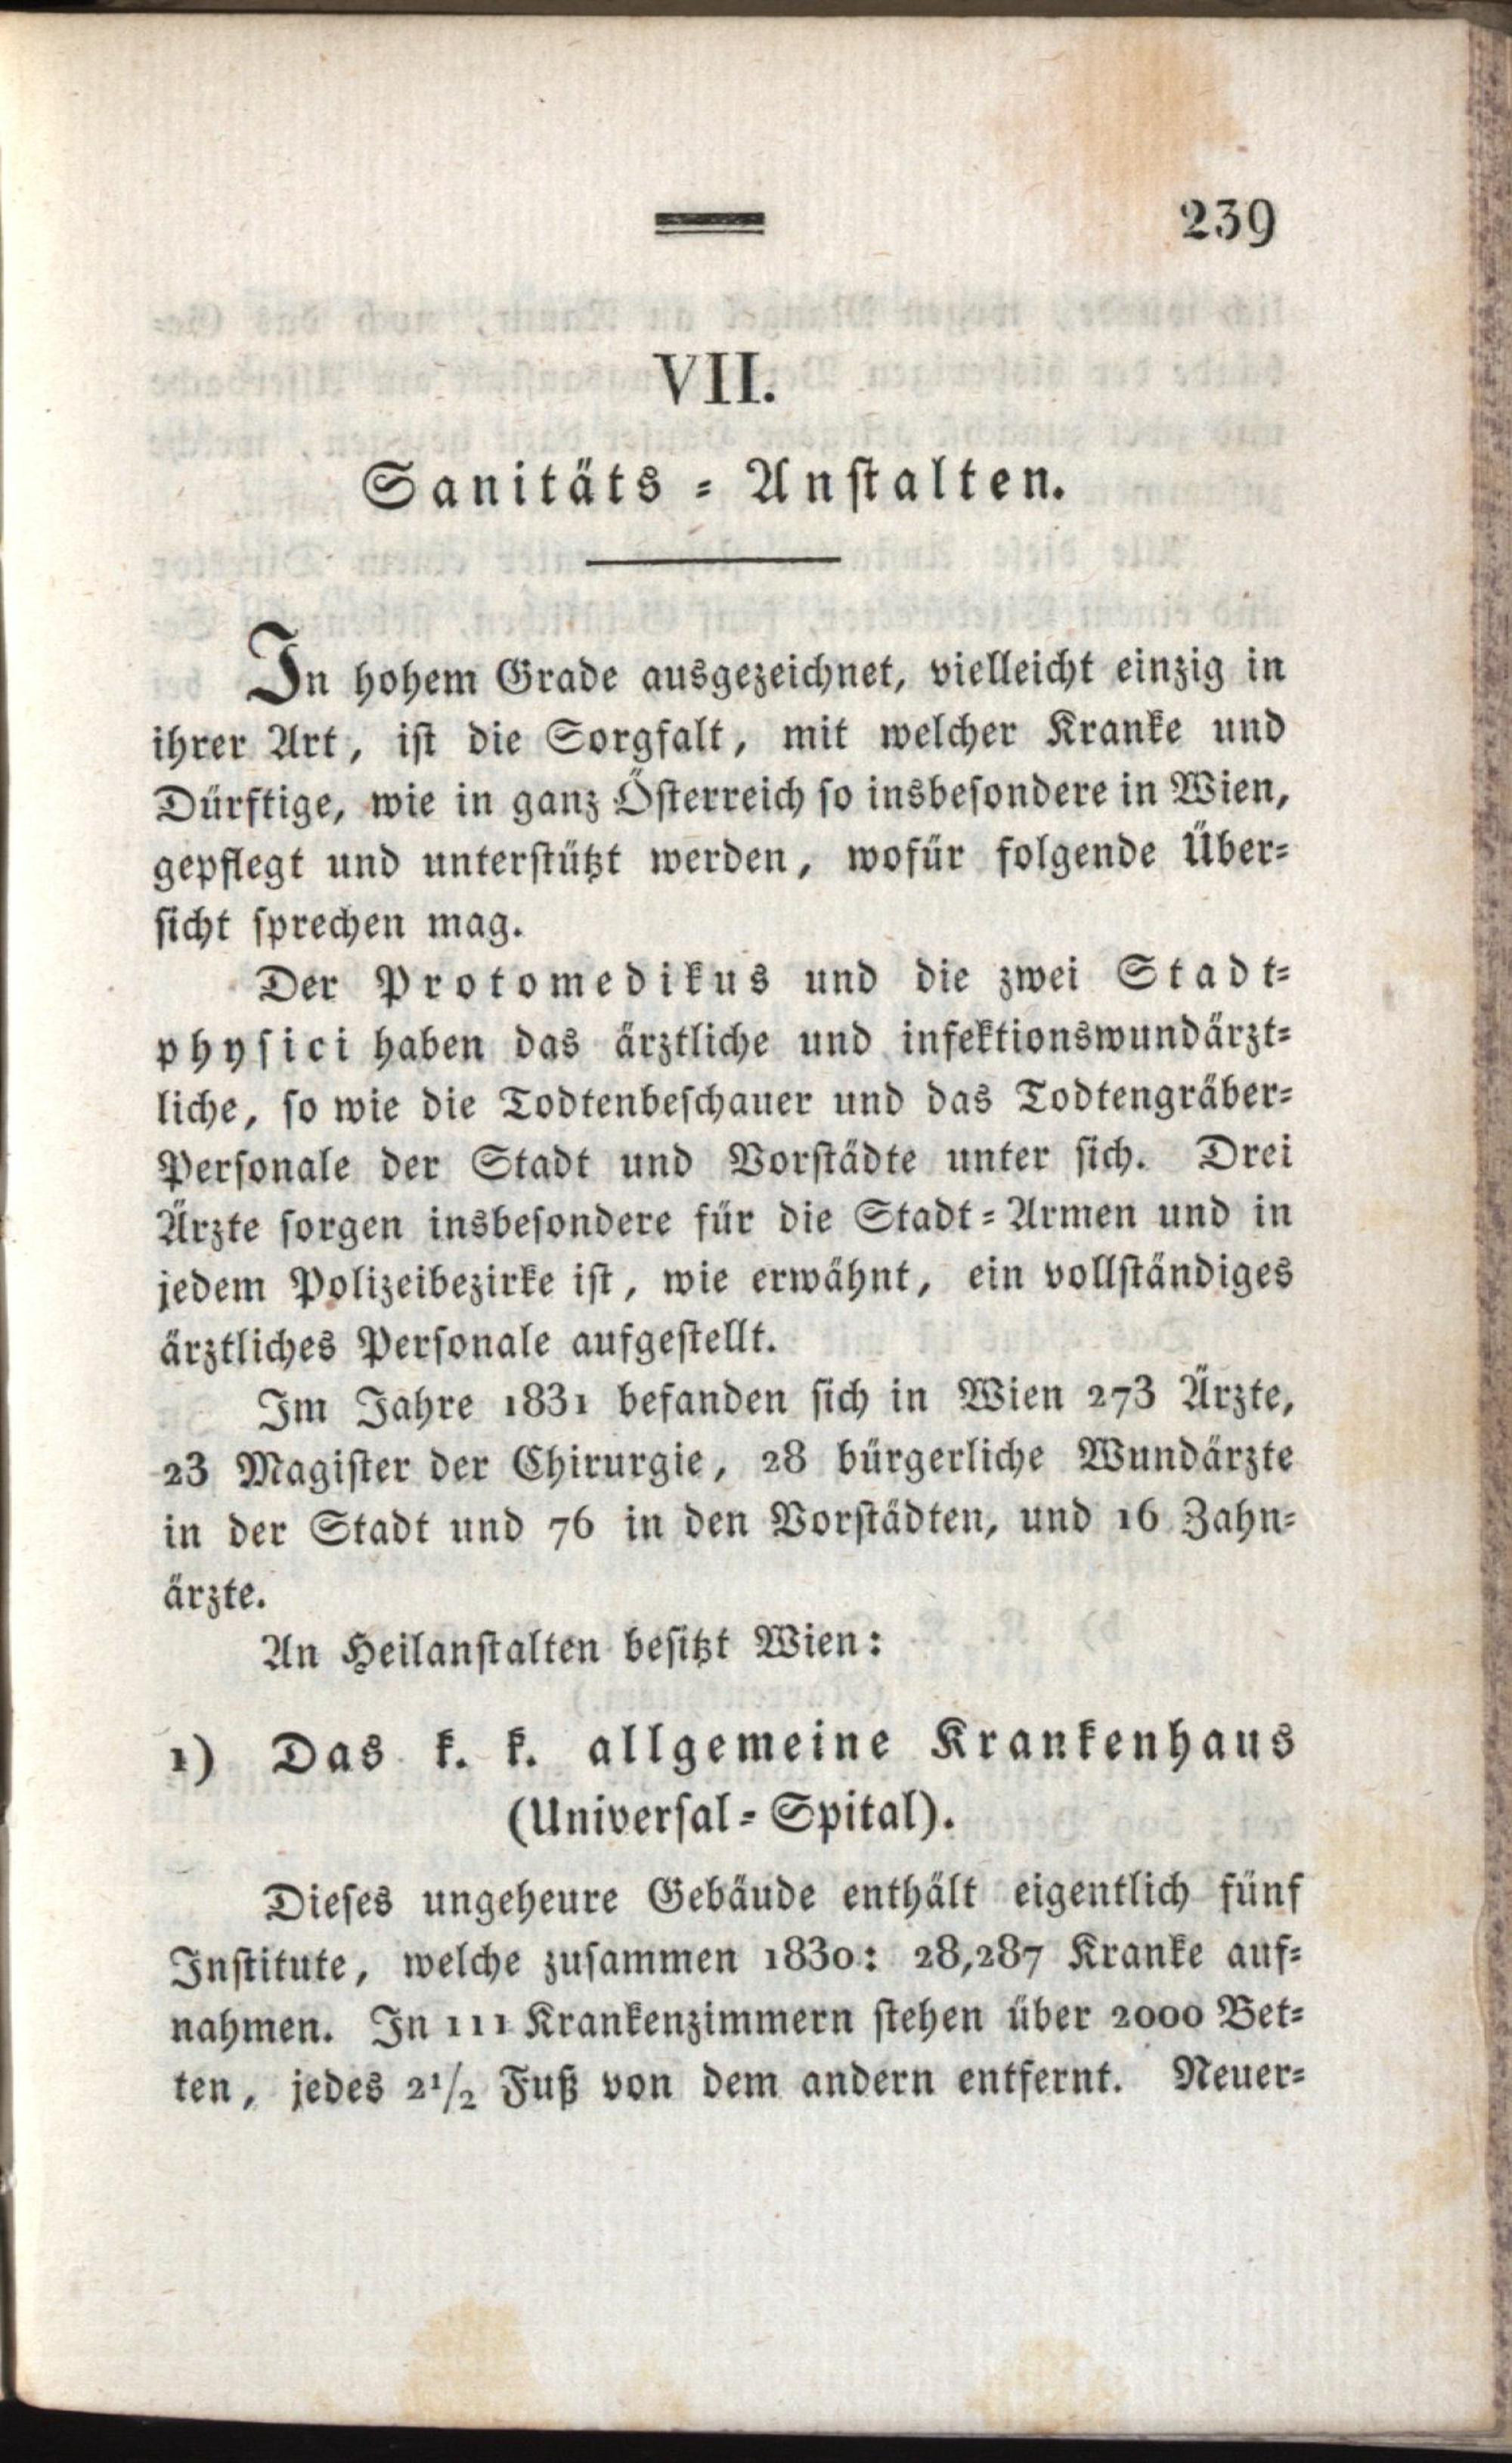 239
VII.
Sanitäts-Anstalten.
In hohem Grade ausgezeichnet, vielleicht einzig in
ihrer Art, ist die Sorgfalt, mit welcher Kranke und
Dürftige, wie in ganz Österreich so insbesondere in Wien,
gepflegt und unterstützt werden, wofür folgende Über-
sicht sprechen mag.
Der Protomedikus und die zwei Stadt-
physici haben das ärztliche und infektionswundärzt-
liche, so wie die Todtenbeschauer und das Todtengräber-
Personale der Stadt und Vorstädte unter sich. Drei
Ärzte sorgen insbesondere für die Stadt-Armen und in
jedem Polizeibezirke ist, wie erwähnt, ein vollständiges
ärztliches Personale aufgestellt.
Im Jahre 1831 befanden sich in Wien 273 Ärzte,
23 Magister der Chirurgie, 28 bürgerliche Wundärzte
in der Stadt und 76 in den Vorstädten, und 16 Zahn-
ärzte.
An Heilanstalten besitzt Wien:
1) Das k. k. allgemeine Krankenhaus
(Universal-Spital).
Dieses ungeheure Gebäude enthält eigentlich fünf
Institute, welche zusammen 1830: 28,287 Kranke auf-
nahmen. In 111 Krankenzimmern stehen über 2000 Bet-
ten, jedes 2 1/2 Fuß von dem andern entfernt. Neuer-